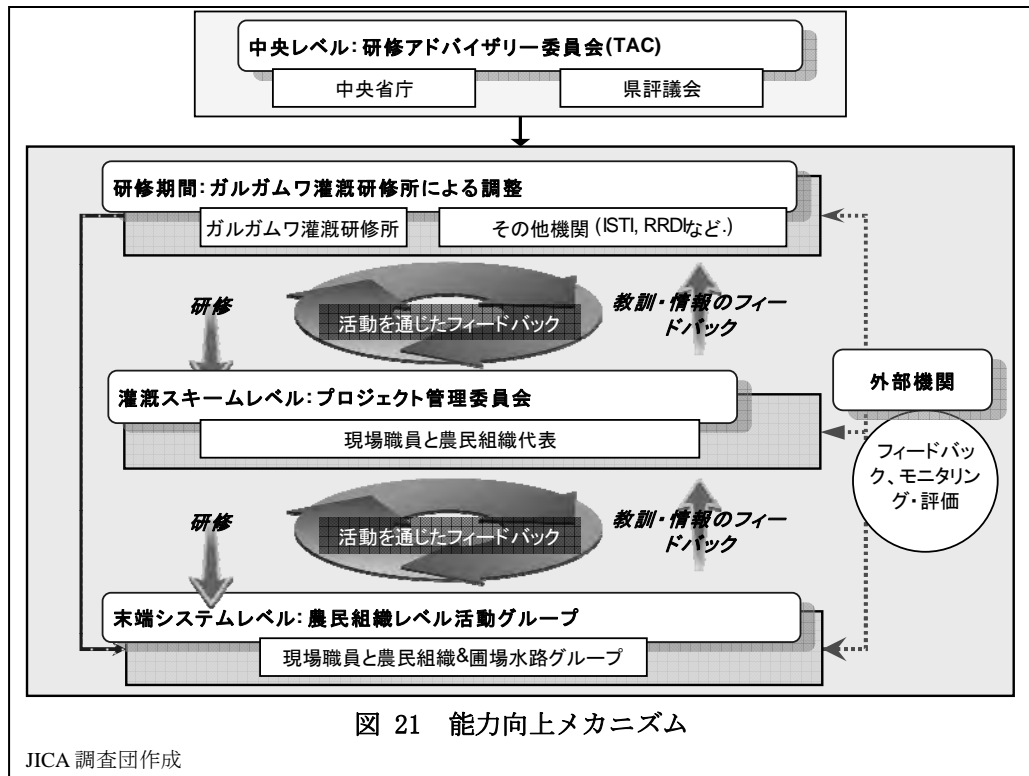 中央レベル：研修アドバイザリー委員会(TAC)
中央省庁
県評議会
研修期間：ガルガムワ灌漑研修所による調整
ガルガムワ灌漑研修所
その他機関 (ISTI, RRDIなど.)
研修
活動を通じたフィードバック
教訓・情報のフィー
ドバック
灌漑スキームレベル：プロジェクト管理委員会
現場職員と農民組織代表
外部機関
フィードバッ
ク、モニタリン
グ・評価
研修
活動を通じたフィードバック
教訓・情報のフィー
ドバック
末端システムレベル：農民組織レベル活動グループ
現場職員と農民組織&圃場水路グループ
図 21 能力向上メカニズム
JICA 調査団作成